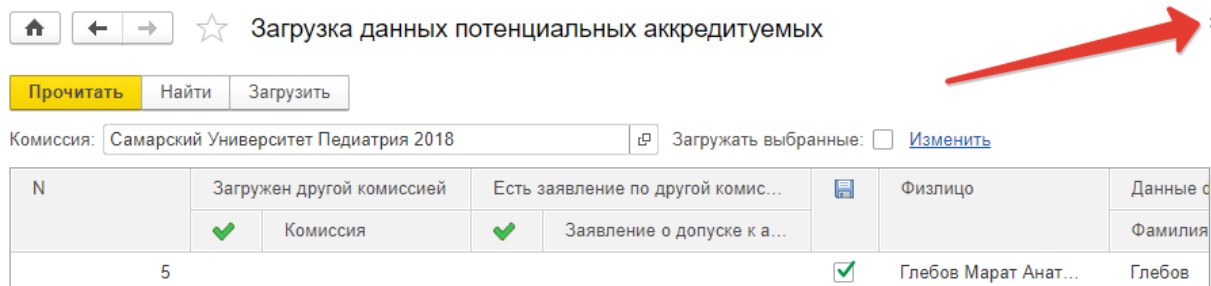 Загрузка данных потенциальных аккредитуемых
Прочитать Найти Загрузить
Комиссия: Самарский Университет Педиатрия 2018 Загружать выбранные: Изменить
N Загружен другой комиссией Есть заявление по другой комис... Физлицо Данные
Комиссия Заявление о допуске к а... Фамилия
5 Глебов Марат Анат... Глебов